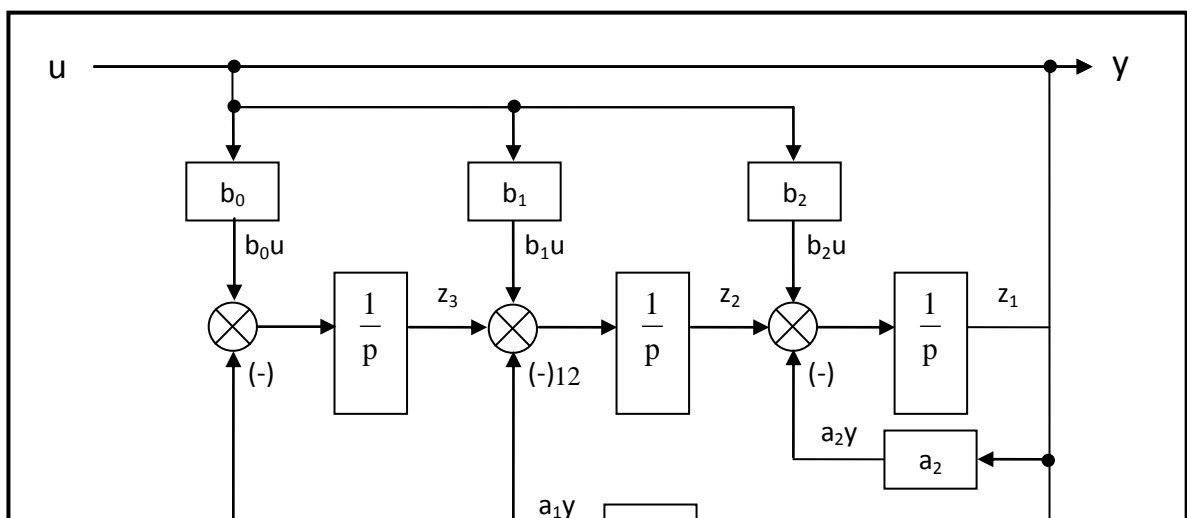 u y
b₀ b₁ b₂
b₀u b₁u b₂u
1 z₃ 1 z₂ 1 z₁
p p p
(-) (-)12 (-)
a₂y a₂
a₁y